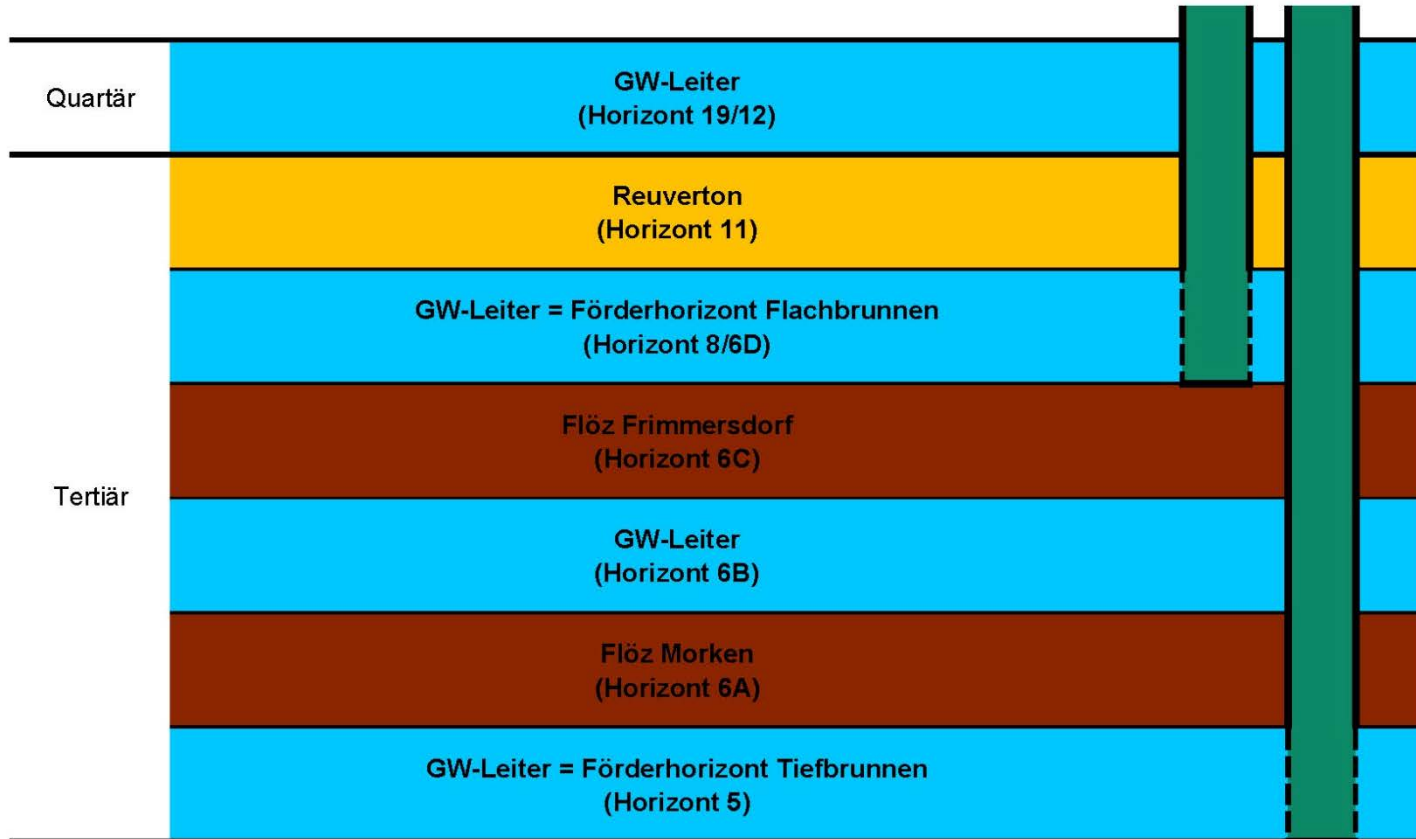 Quartär
GW-Leiter
(Horizont 19/12)
Reuverton
(Horizont 11)
GW-Leiter = Förderhorizont Flachbrunnen
(Horizont 8/6D)
Flöz Frimmersdorf
(Horizont 6C)
Tertiär
GW-Leiter
(Horizont 6B)
Flöz Morken
(Horizont 6A)
GW-Leiter = Förderhorizont Tiefbrunnen
(Horizont 5)